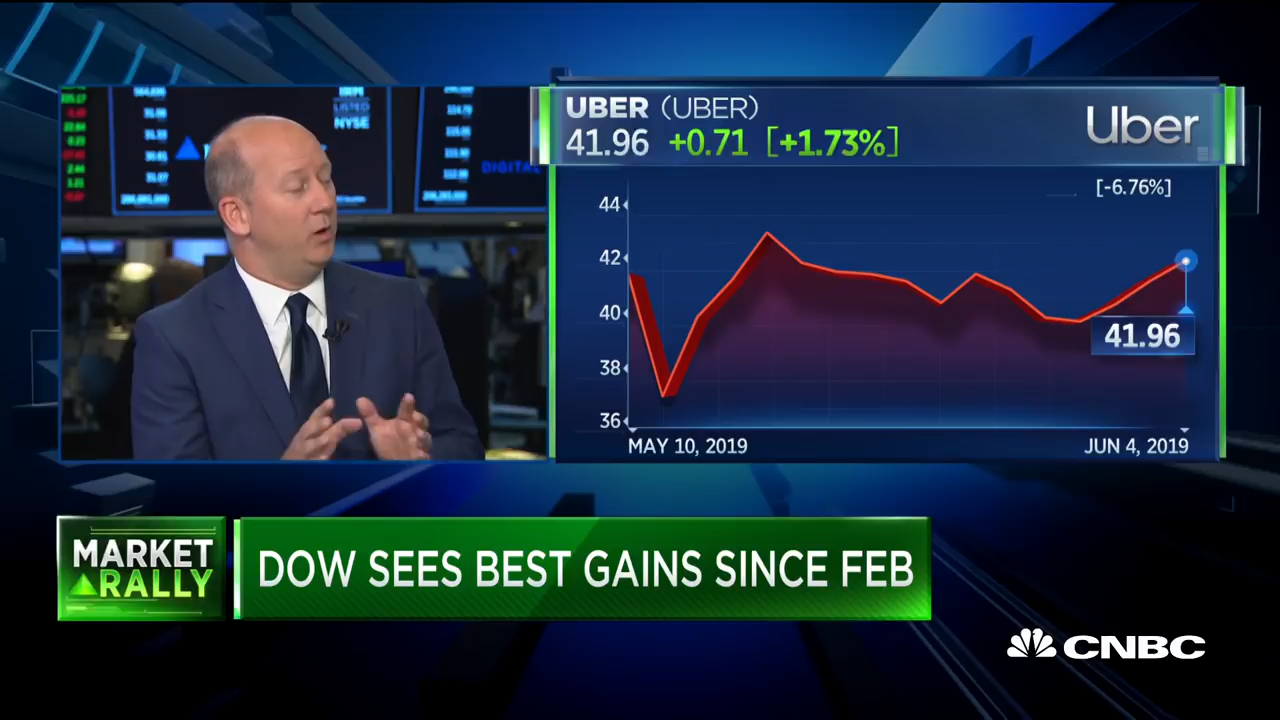 UBER (UBER)
41.96 +0.71 [+1.73%]
Uber
[-6.76%]
44
42
40
38
36
41.96
MAY 10, 2019
JUN 4, 2019
NYSE
DIGITAL
MARKET
RALLY
DOW SEES BEST GAINS SINCE FEB
CNBC